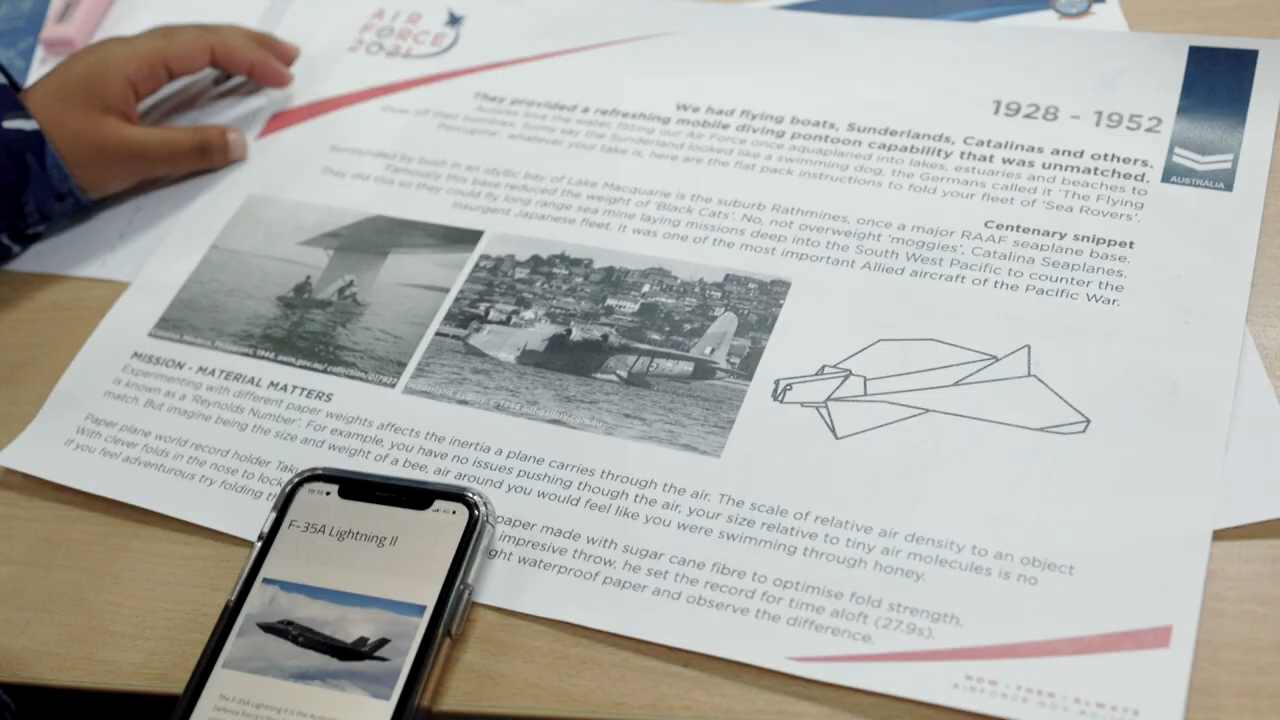 AIR
FORCE
2021
1928 - 1952
We had flying boats, Sunderlands, Catalinas and others.
They provided a refreshing mobile diving pontoon capability that was unmatched.
Aussies love the water, fitting our Air Force once aquaplaned into lakes, estuaries and beaches to
show off their bombies. Some say the Sunderland looked like a swimming dog, the Germans called it 'The Flying
Porcupine', whatever your take is, here are the flat pack instructions to fold your fleet of 'Sea Rovers'.
AUSTRALIA
Centenary snippet
Surrounded by bush in an idyllic bay of Lake Macquarie is the suburb Rathmines, once a major RAAF seaplane base.
Famously this base reduced the weight of 'Black Cats'. No, not overweight 'moggies', Catalina Seaplanes.
They did this so they could fly long range sea mine laying missions deep into the South West Pacific to counter the
insurgent Japanese fleet. It was one of the most important Allied aircraft of the Pacific War.
MISSION - MATERIAL MATTERS
Experimenting with different paper weights affects the inertia a plane carries through the air. The scale of relative air density to an object
is known as a 'Reynolds Number'. For example, you have no issues pushing though the air, your size relative to tiny air molecules is no
match. But imagine being the size and weight of a bee, air around you would feel like you were swimming through honey.
Paper plane world record holder paper made with sugar cane fibre to optimise fold strength.
With clever folds in the nose to lock impresive throw, he set the record for time aloft (27.9s).
If you feel adventurous try folding waterproof paper and observe the difference.
NOW • THEN • ALWAYS
F-35A Lightning II
The F-35A Lightning II is the